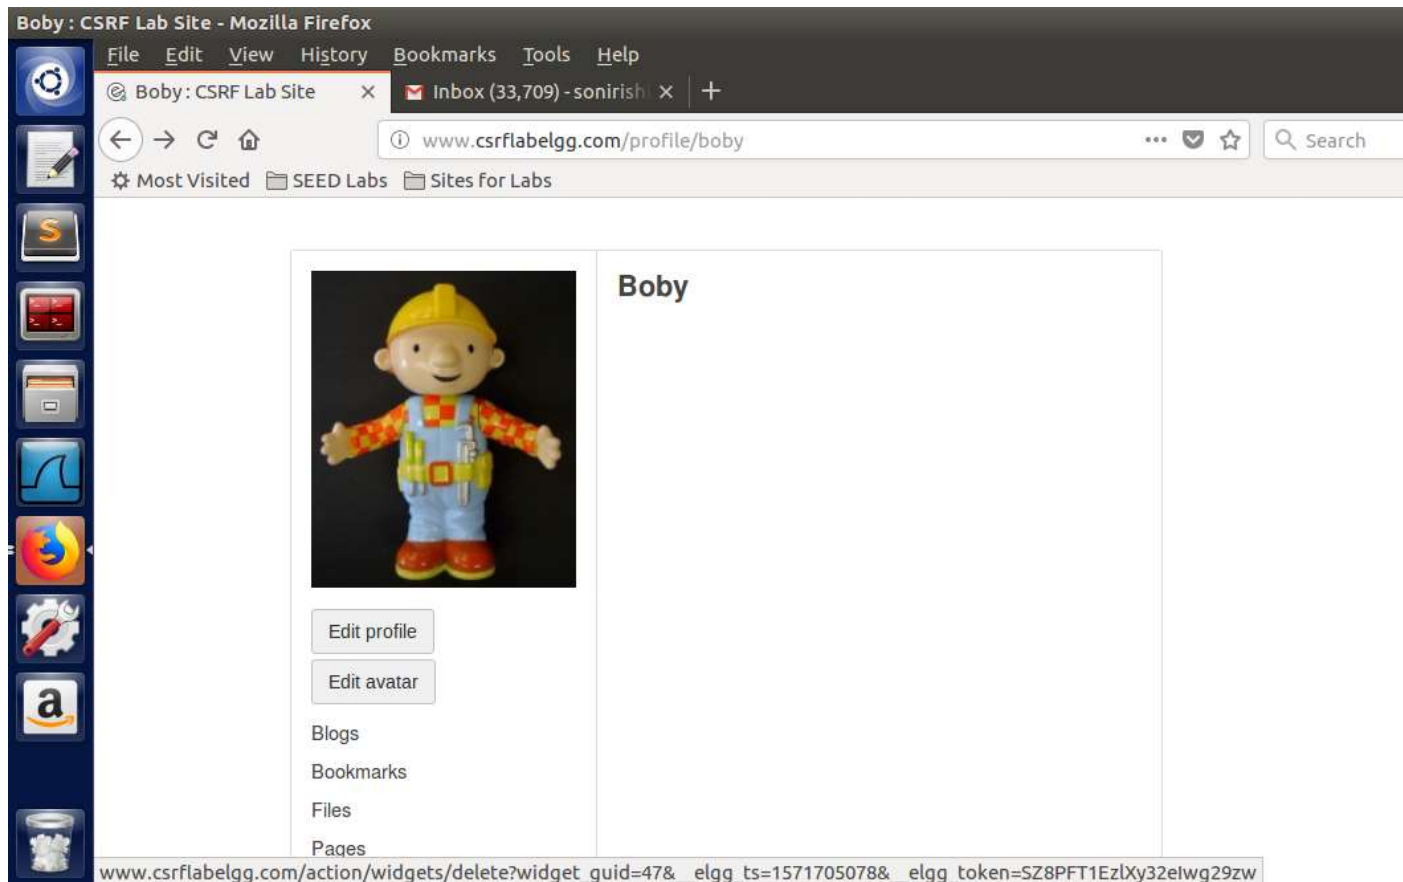 Boby : CSRF Lab Site - Mozilla Firefox
File Edit View History Bookmarks Tools Help
Boby : CSRF Lab Site × Inbox (33,709) - sonirish × +
www.csrflabelgg.com/profile/boby ··· Search
Most Visited SEED Labs Sites for Labs
Boby
Edit profile
Edit avatar
Blogs
Bookmarks
Files
Pages
www.csrflabelgg.com/action/widgets/delete?widget_guid=47&__elgg_ts=1571705078&__elgg_token=SZ8PFT1EzlXy32eIwg29zw